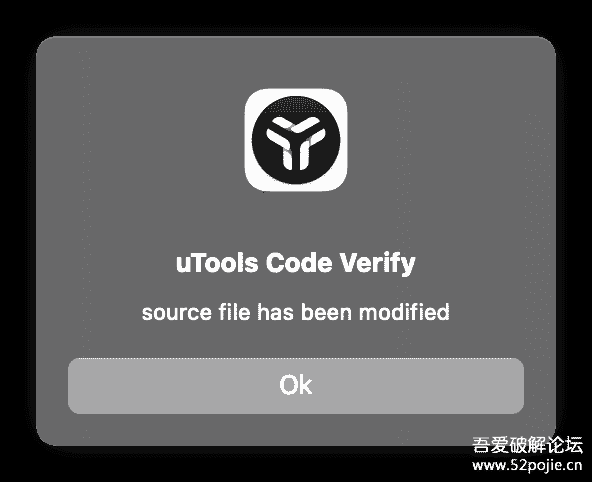 uTools Code Verify
source file has been modified
Ok
吾爱破解论坛
www.52pojie.cn